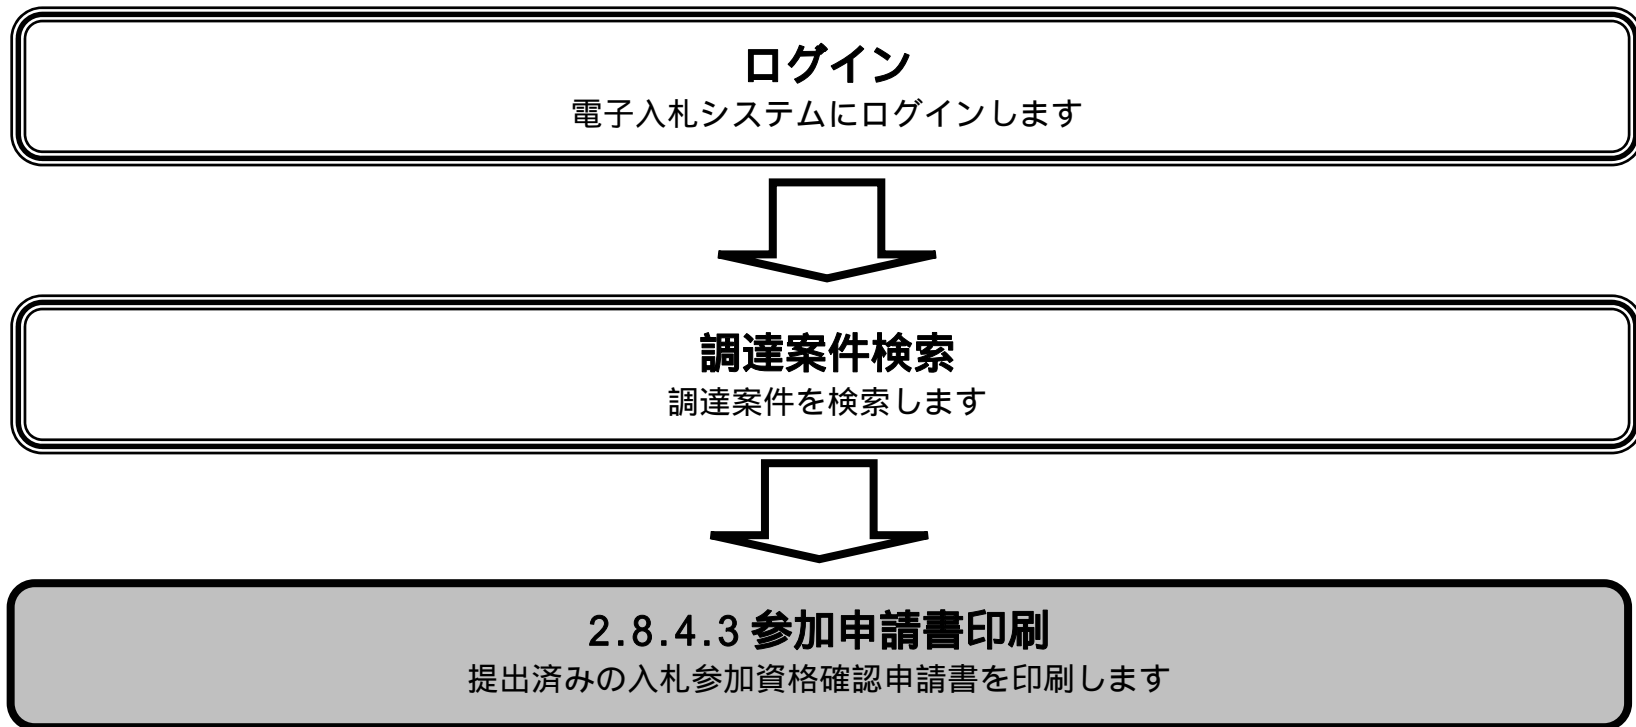 ログイン
電子入札システムにログインします
調達案件検索
調達案件を検索します
2.8.4.3 参加申請書印刷
提出済みの入札参加資格確認申請書を印刷します